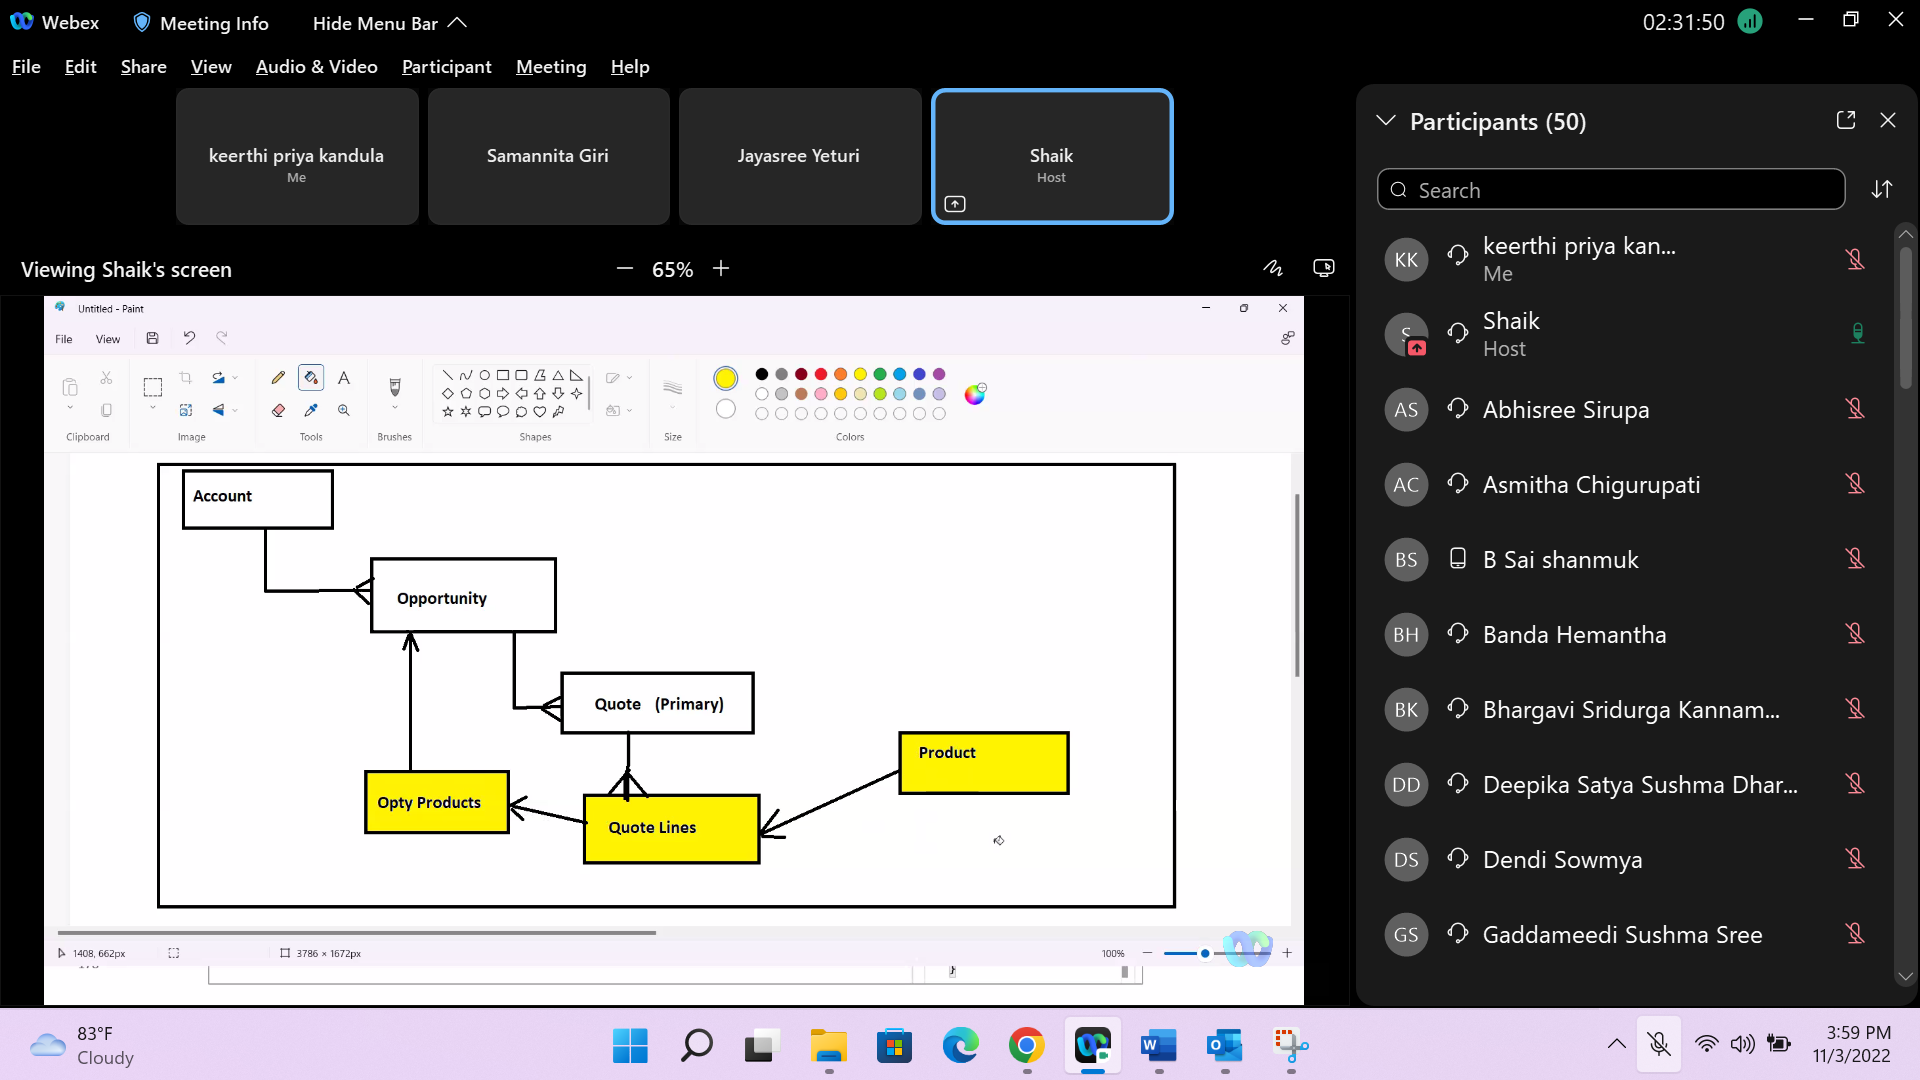 Webex
Meeting Info
Hide Menu Bar
02:31:50
File Edit Share View Audio & Video Participant Meeting Help
keerthi priya kandula
Me
Samannita Giri
Jayasree Yeturi
Shaik
Host
Viewing Shaik's screen
65%
Untitled - Paint
File View
Clipboard
Image
Tools
Brushes
Shapes
Size
Colors
Account
Opportunity
Quote (Primary)
Product
Opty Products
Quote Lines
1408, 662px
3786 × 1672px
100%
Participants (50)
Search
KK
keerthi priya kan...
Me
S
Shaik
Host
AS
Abhisree Sirupa
AC
Asmitha Chigurupati
BS
B Sai shanmuk
BH
Banda Hemantha
BK
Bhargavi Sridurga Kannam...
DD
Deepika Satya Sushma Dhar...
DS
Dendi Sowmya
GS
Gaddameedi Sushma Sree
83°F
Cloudy
3:59 PM
11/3/2022